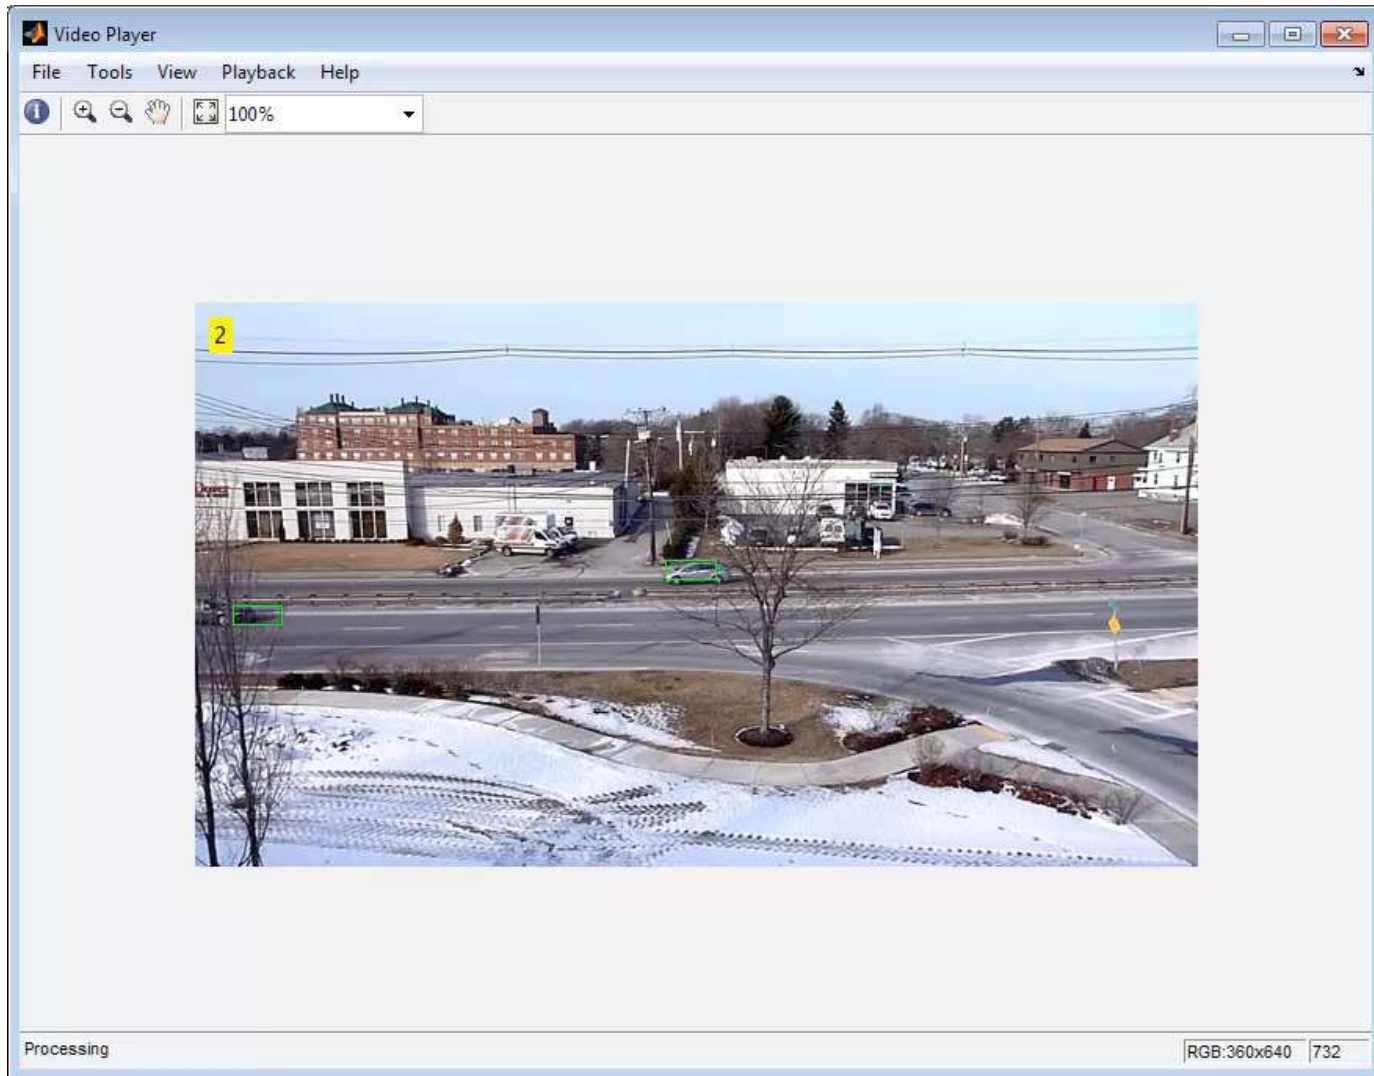 Video Player
File Tools View Playback Help
100%
2
Processing
RGB:360x640 732